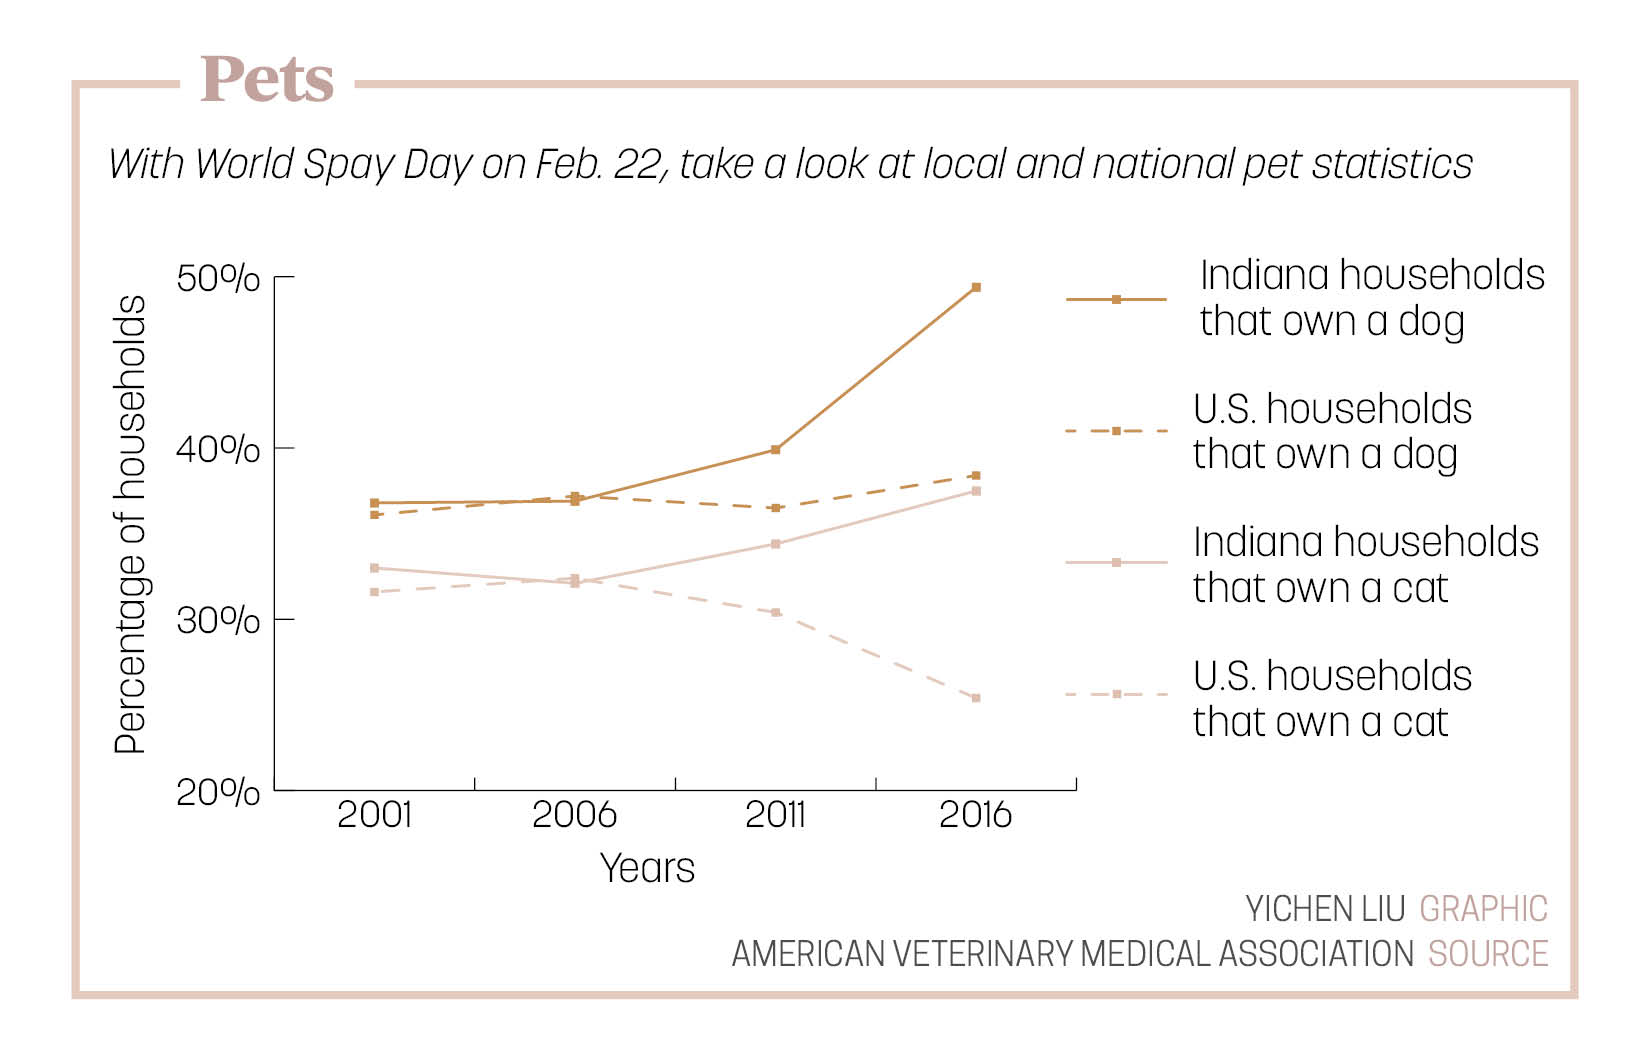 Pets
With World Spay Day on Feb. 22, take a look at local and national pet statistics
Percentage of households
50%
40%
30%
20%
2001 2006 2011 2016
Years
Indiana households
that own a dog
U.S. households
that own a dog
Indiana households
that own a cat
U.S. households
that own a cat
YICHEN LIU GRAPHIC
AMERICAN VETERINARY MEDICAL ASSOCIATION SOURCE